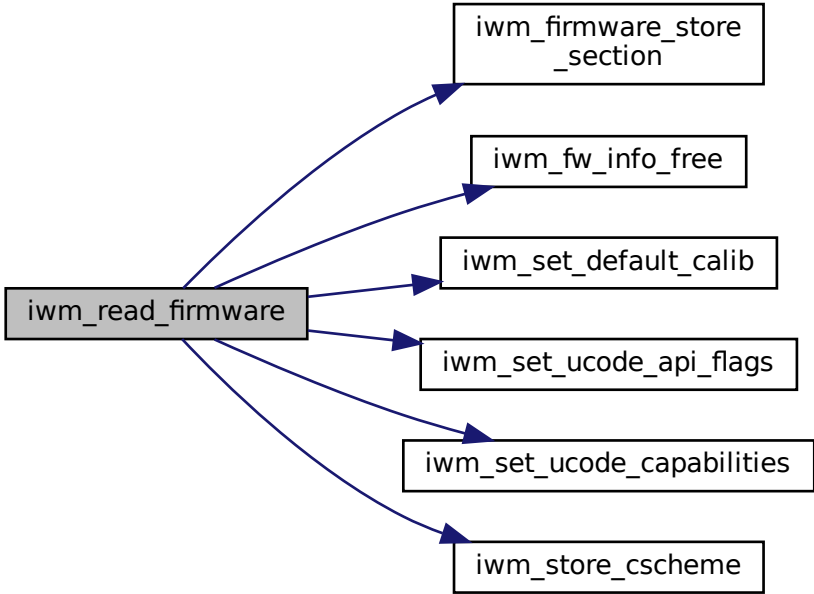 iwm_firmware_store
_section
iwm_fw_info_free
iwm_set_default_calib
iwm_read_firmware
iwm_set_ucode_api_flags
iwm_set_ucode_capabilities
iwm_store_cscheme